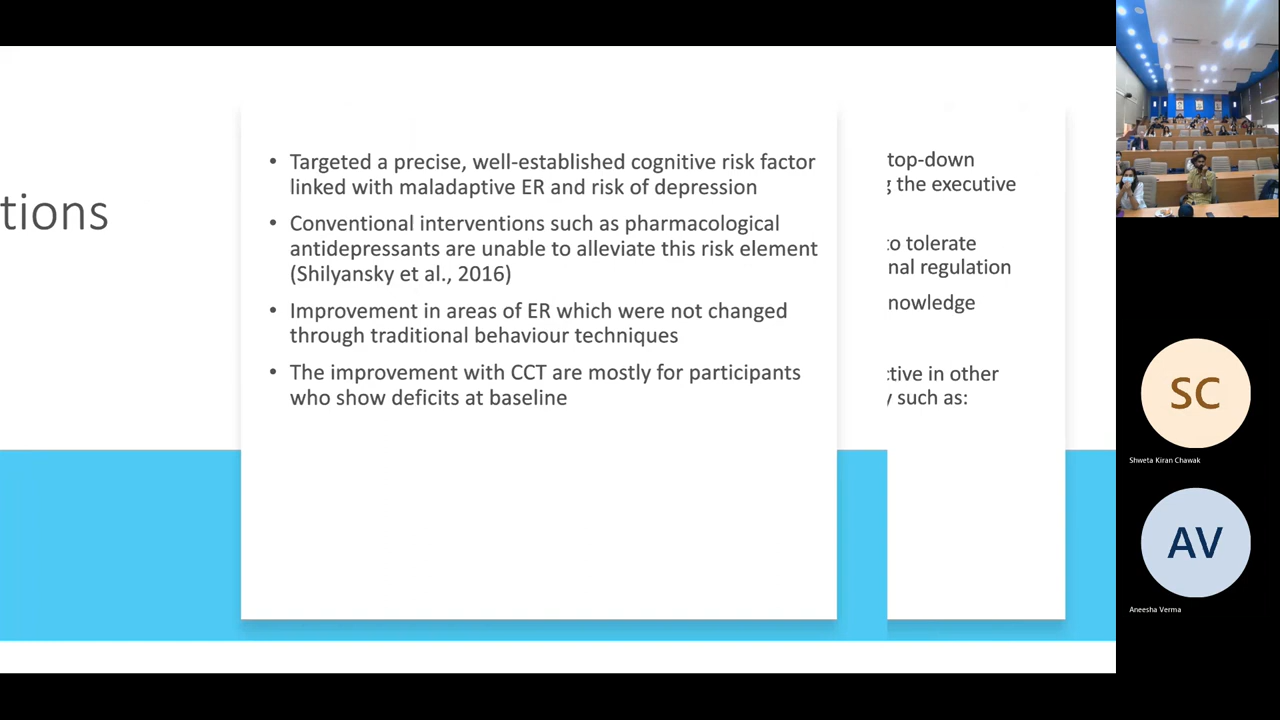 tions
• Targeted a precise, well-established cognitive risk factor
linked with maladaptive ER and risk of depression
• Conventional interventions such as pharmacological
antidepressants are unable to alleviate this risk element
(Shilyansky et al., 2016)
• Improvement in areas of ER which were not changed
through traditional behaviour techniques
• The improvement with CCT are mostly for participants
who show deficits at baseline
top-down
g the executive
to tolerate
nal regulation
nowledge
ctive in other
y such as:
SC
Shweta Kiran Chawak
AV
Aneesha Verma